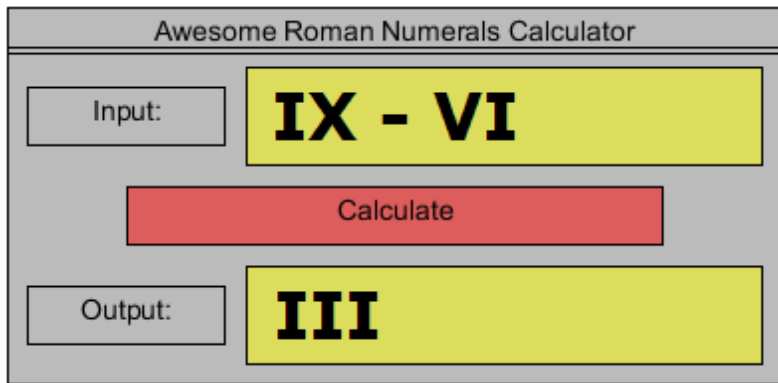 Awesome Roman Numerals Calculator
Input:
IX - VI
Calculate
Output:
III